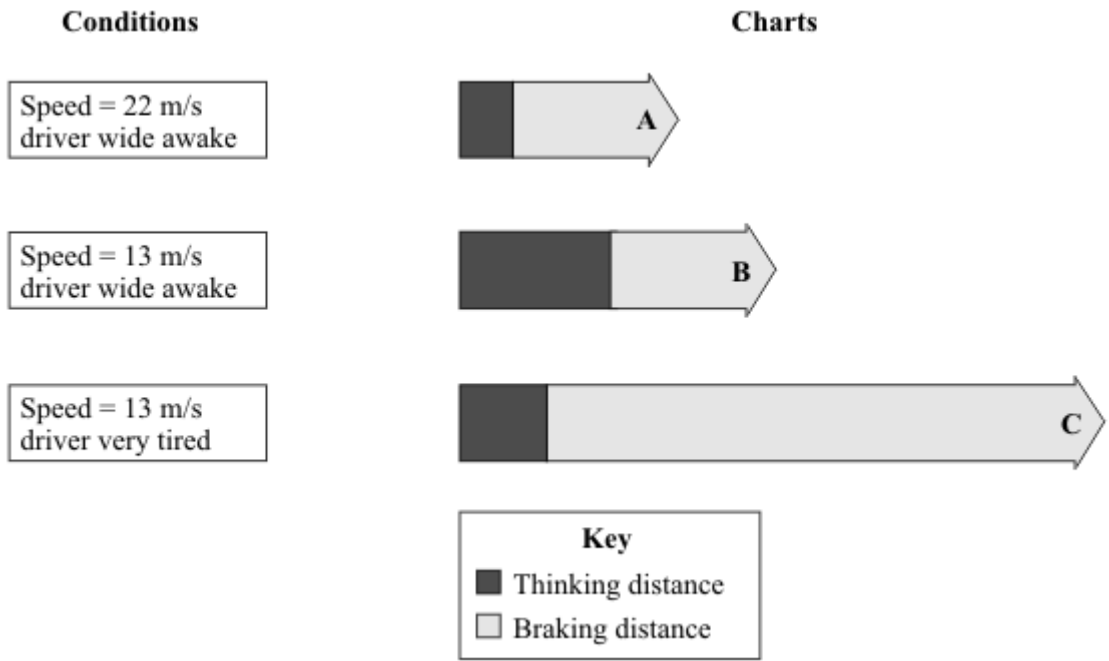 Conditions
Charts
Speed = 22 m/s
driver wide awake
A
Speed = 13 m/s
driver wide awake
B
Speed = 13 m/s
driver very tired
C
Key
Thinking distance
Braking distance